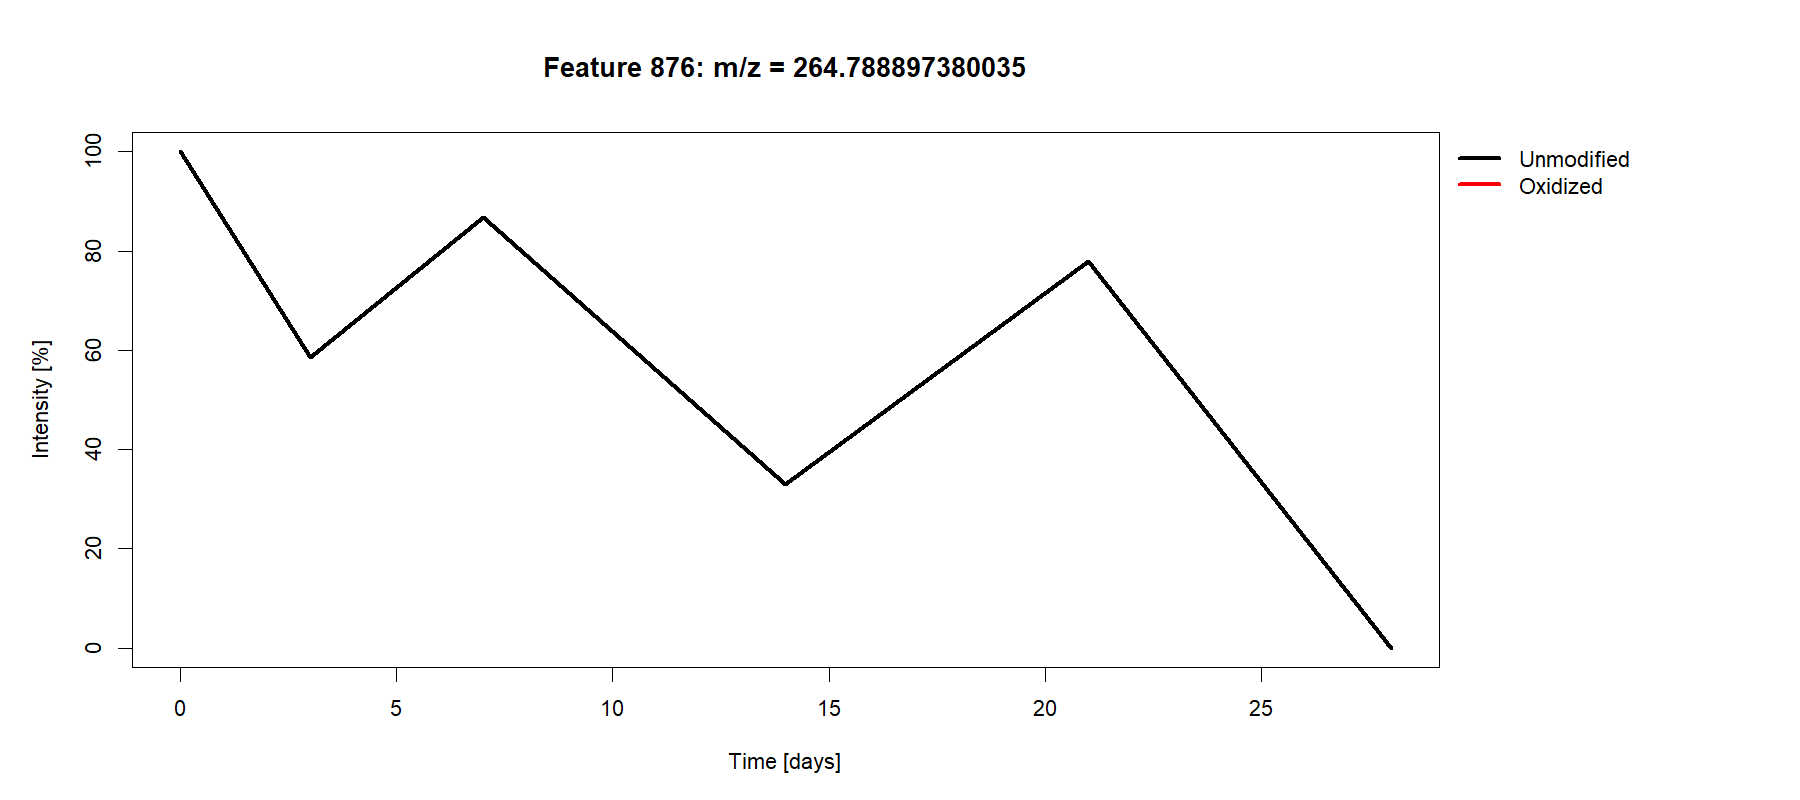 Feature 876: m/z = 264.788897380035
Unmodified
Oxidized
Intensity [%]
100
80
60
40
20
0
0 5 10 15 20 25
Time [days]